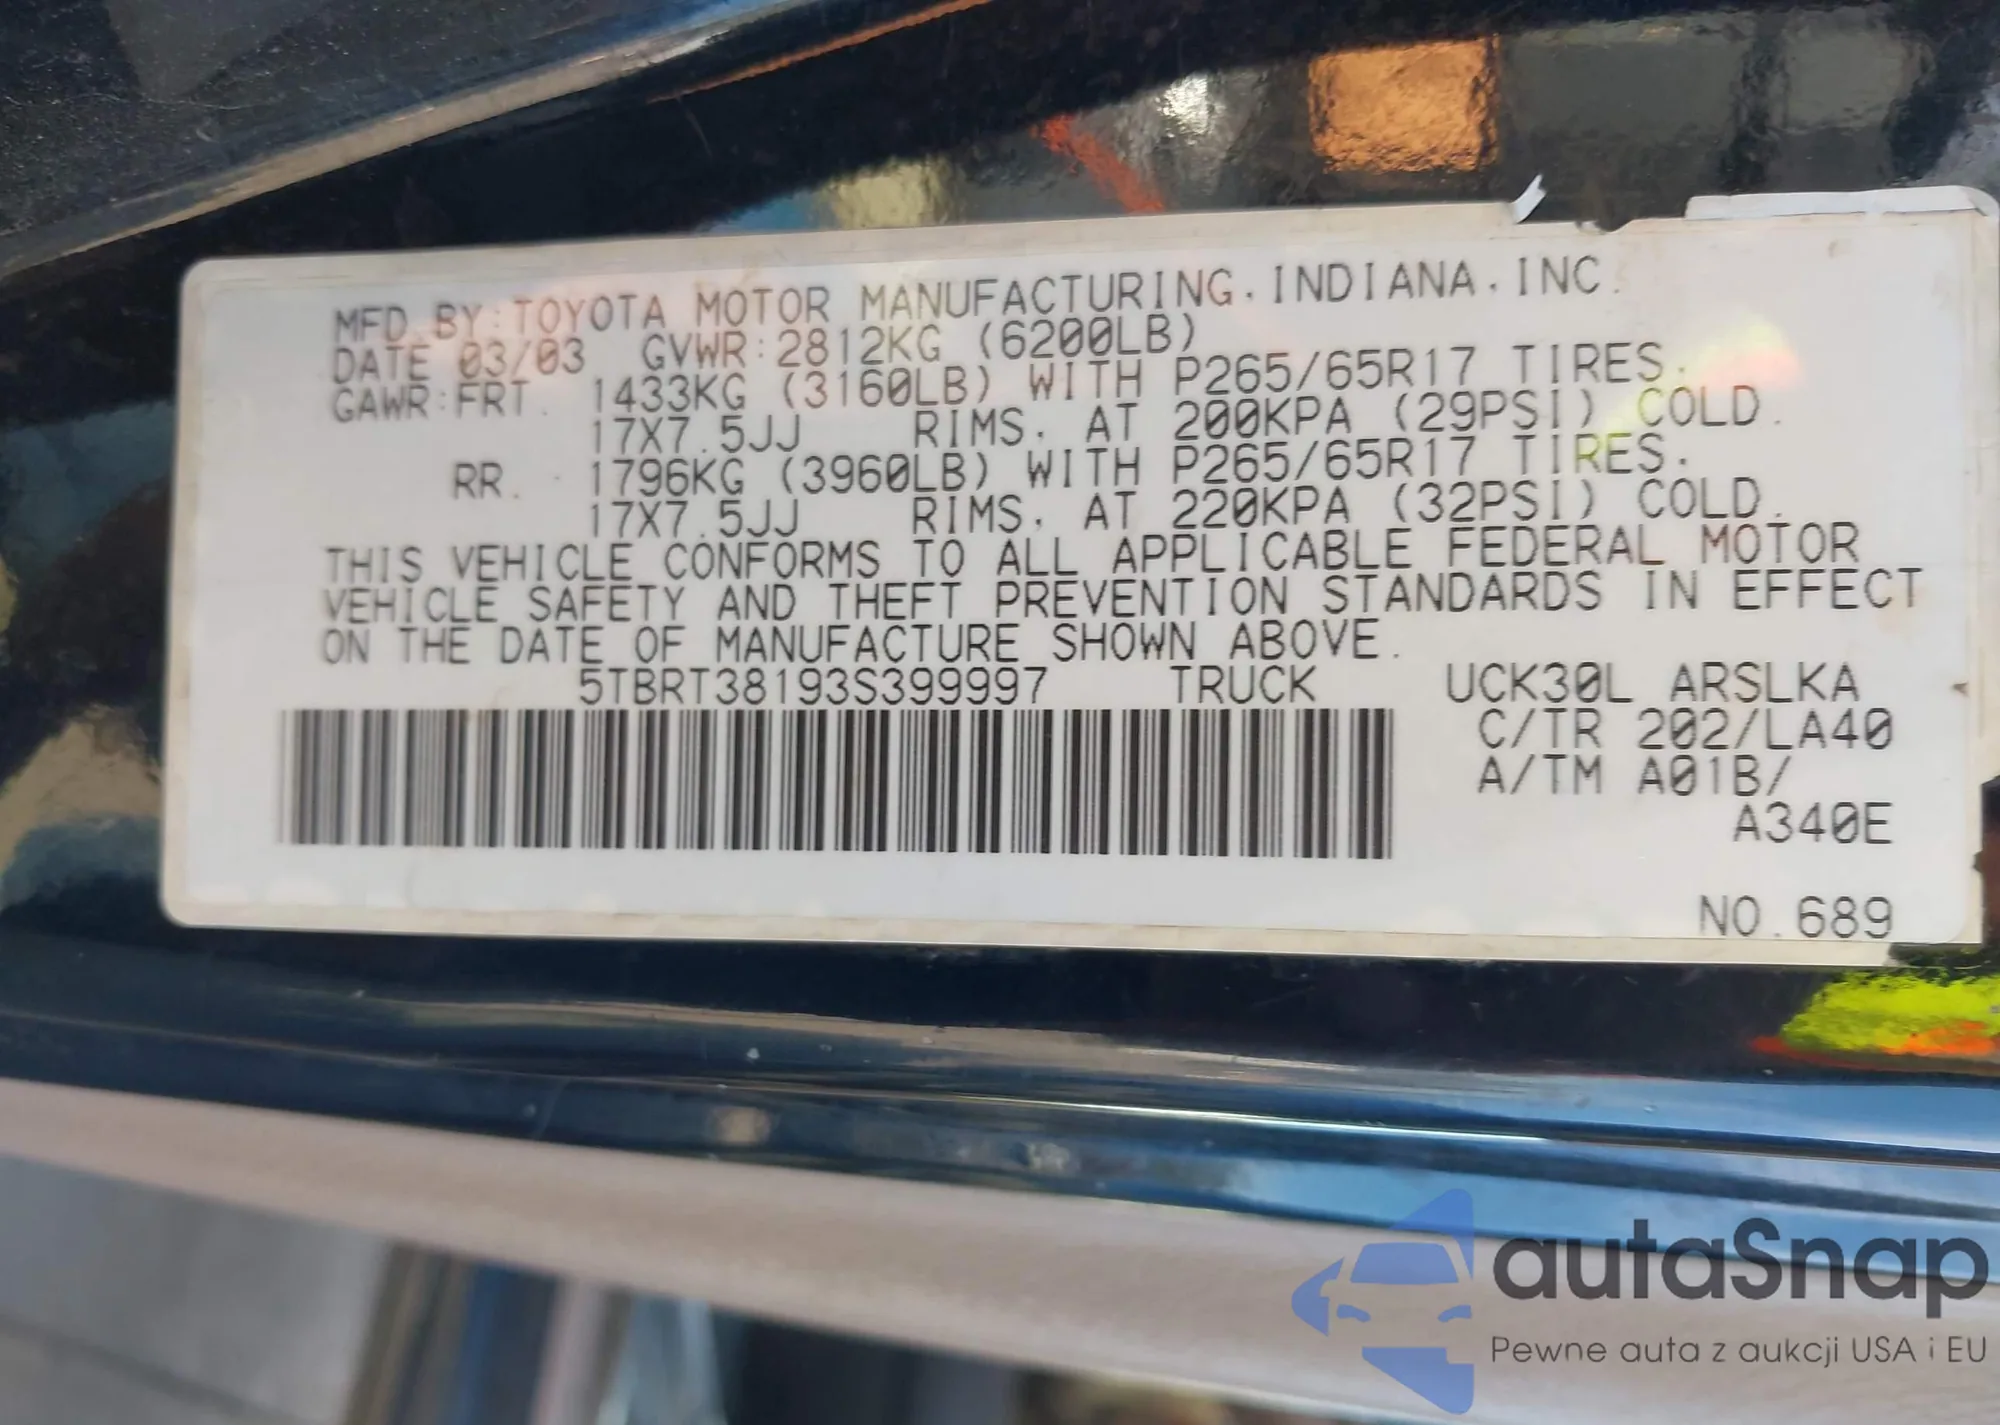 MFD. BY:TOYOTA MOTOR MANUFACTURING.INDIANA.INC.
DATE 03/03 GVWR:2812KG (6200LB)
GAWR:FRT. 1433KG (3160LB) WITH P265/65R17 TIRES.
17X7.5JJ RIMS. AT 200KPA (29PSI) COLD.
RR. 1796KG (3960LB) WITH P265/65R17 TIRES.
17X7.5JJ RIMS. AT 220KPA (32PSI) COLD.
THIS VEHICLE CONFORMS TO ALL APPLICABLE FEDERAL MOTOR
VEHICLE SAFETY AND THEFT PREVENTION STANDARDS IN EFFECT
ON THE DATE OF MANUFACTURE SHOWN ABOVE.
5TBRT38193S399997 TRUCK UCK30L ARSLKA
C/TR 202/LA40
A/TM A01B/
A340E
NO.689
autaSnap
Pewne auta z aukcji USA i EU